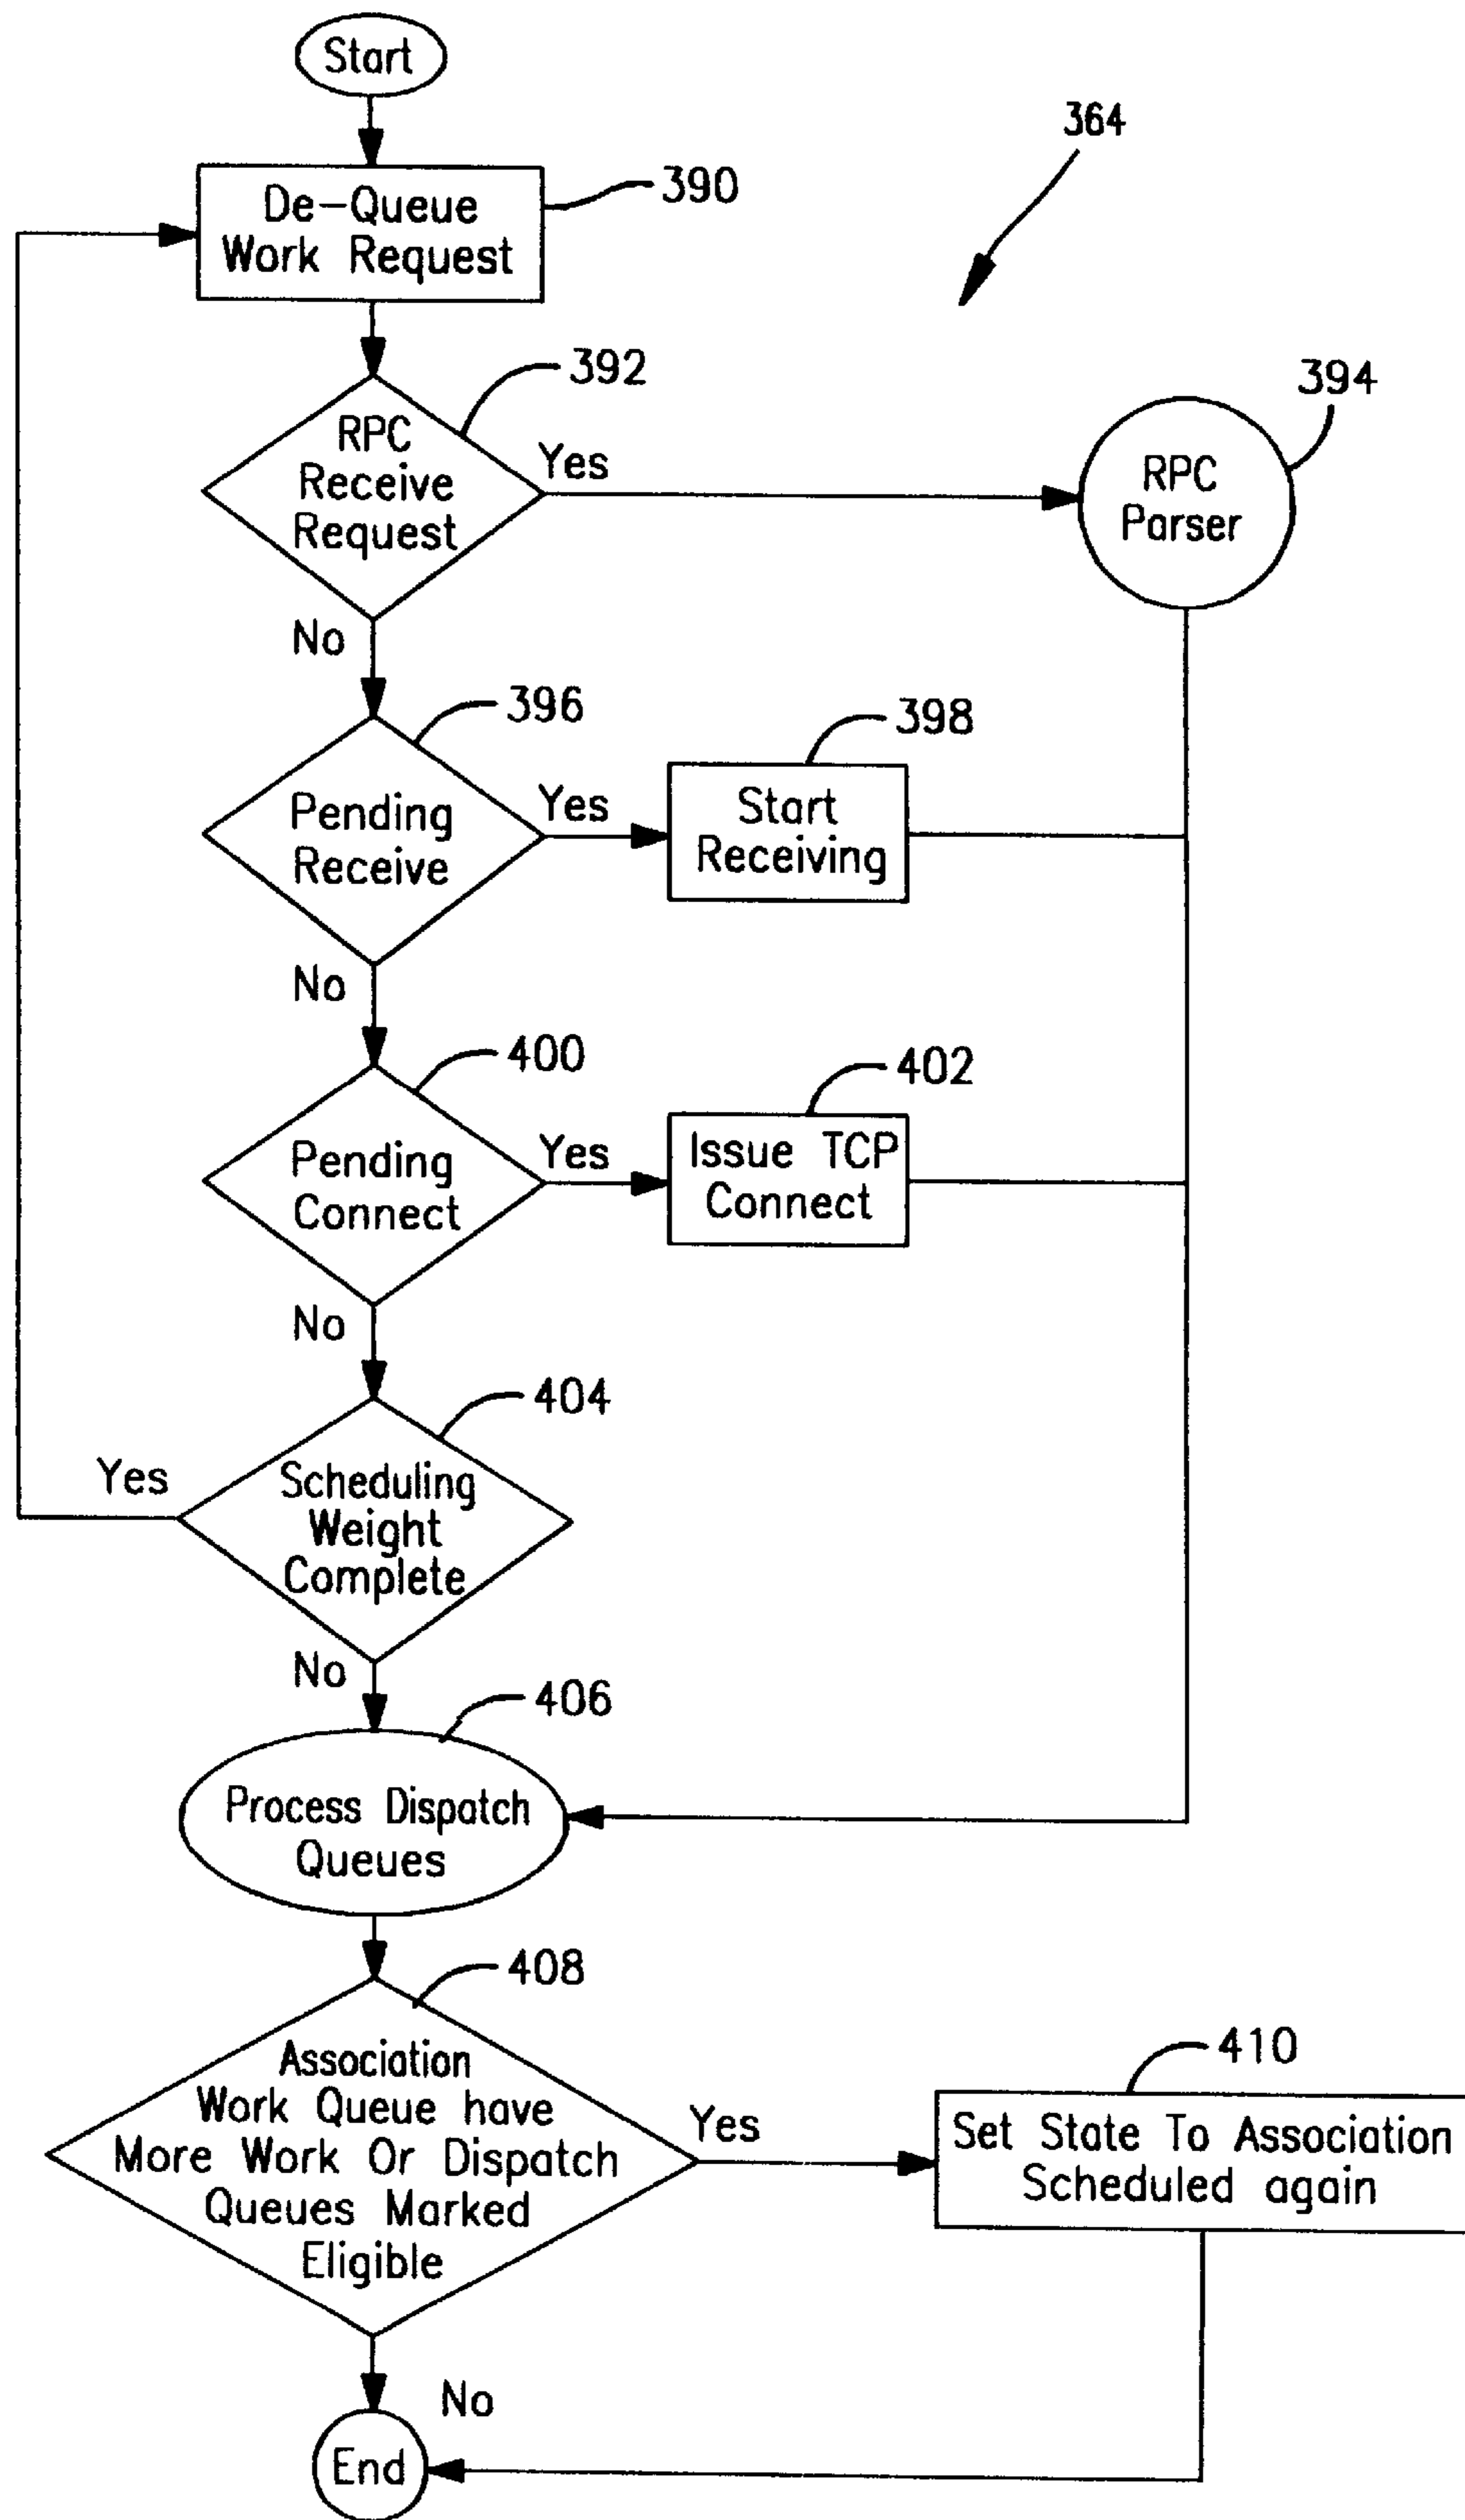 Start
364
De-Queue
Work Request
390
392
RPC
Receive
Request
Yes
394
RPC
Parser
No
396
Pending
Receive
Yes
398
Start
Receiving
No
400
Pending
Connect
Yes
402
Issue TCP
Connect
No
404
Yes
Scheduling
Weight
Complete
No
406
Process Dispatch
Queues
408
Association
Work Queue have
More Work Or Dispatch
Queues Marked
Eligible
Yes
410
Set State To Association
Scheduled again
No
End